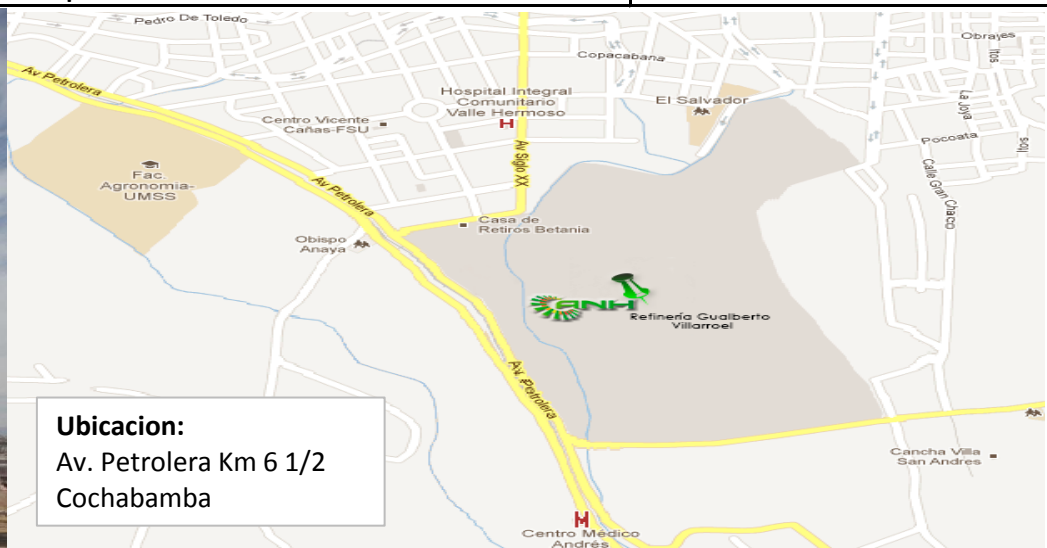 Pedro De Toledo
Obrajes
Itos
Copacabana
Av Petrolera
Hospital Integral
Comunitario
Valle Hermoso
H
El Salvador
La Joya
Centro Vicente
Cañas-FSU
Pocoata
Itos
Av Siglo XX
Calle Gran Chaco
Fac.
Agronomia-
UMSS
Av Petrolera
Casa de
Retiros Betania
Obispo
Anaya
ANH
Refinería Gualberto
Villarroel
Av. Petrolera
Ubicacion:
Av. Petrolera Km 6 1/2
Cochabamba
Cancha Villa
San Andres
H
Centro Médico
Andrés